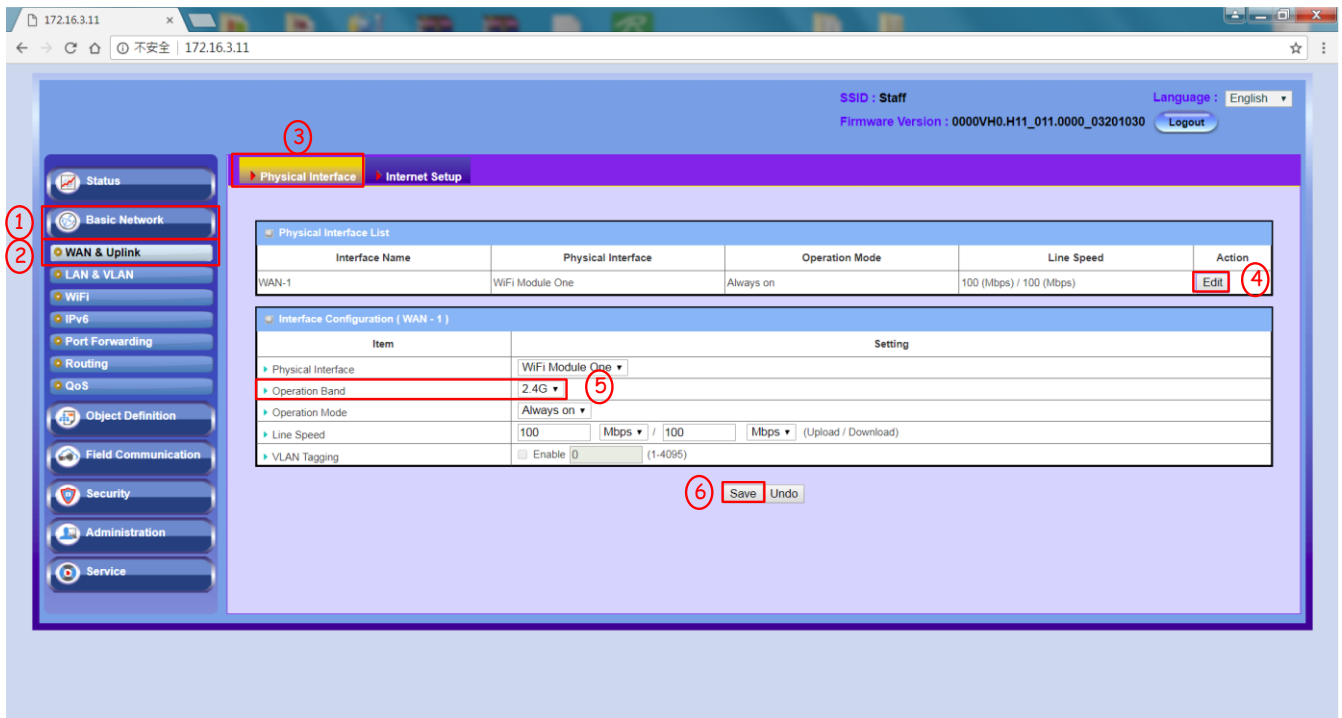 172.16.3.11 ×
不安全 172.16.3.11
SSID : Staff Language : English
Firmware Version : 0000VH0.H11_011.0000_03201030 Logout
3
Physical Interface Internet Setup
Status
1 Basic Network
2 WAN & Uplink
LAN & VLAN
WiFi
IPv6
Port Forwarding
Routing
QoS
Object Definition
Field Communication
Security
Administration
Service
Physical Interface List
Interface Name Physical Interface Operation Mode Line Speed Action
WAN-1 WiFi Module One Always on 100 (Mbps) / 100 (Mbps) Edit 4
Interface Configuration ( WAN - 1 )
Item Setting
Physical Interface WiFi Module One
Operation Band 2.4G 5
Operation Mode Always on
Line Speed 100 Mbps / 100 Mbps (Upload / Download)
VLAN Tagging Enable 0 (1-4095)
6 Save Undo